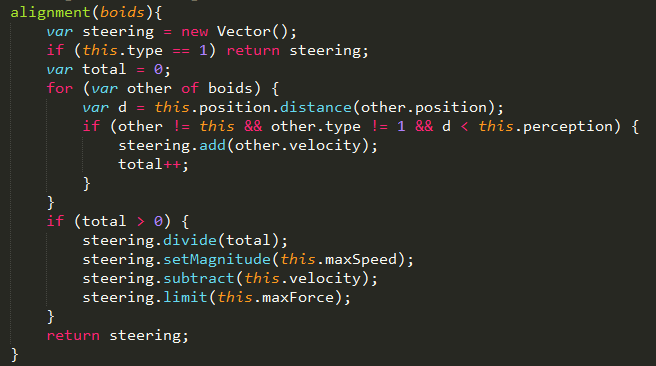 alignment(boids){
    var steering = new Vector();
    if (this.type == 1) return steering;
    var total = 0;
    for (var other of boids) {
        var d = this.position.distance(other.position);
        if (other != this && other.type != 1 && d < this.perception) {
            steering.add(other.velocity);
            total++;
        }
    }
    if (total > 0) {
        steering.divide(total);
        steering.setMagnitude(this.maxSpeed);
        steering.subtract(this.velocity);
        steering.limit(this.maxForce);
    }
    return steering;
}